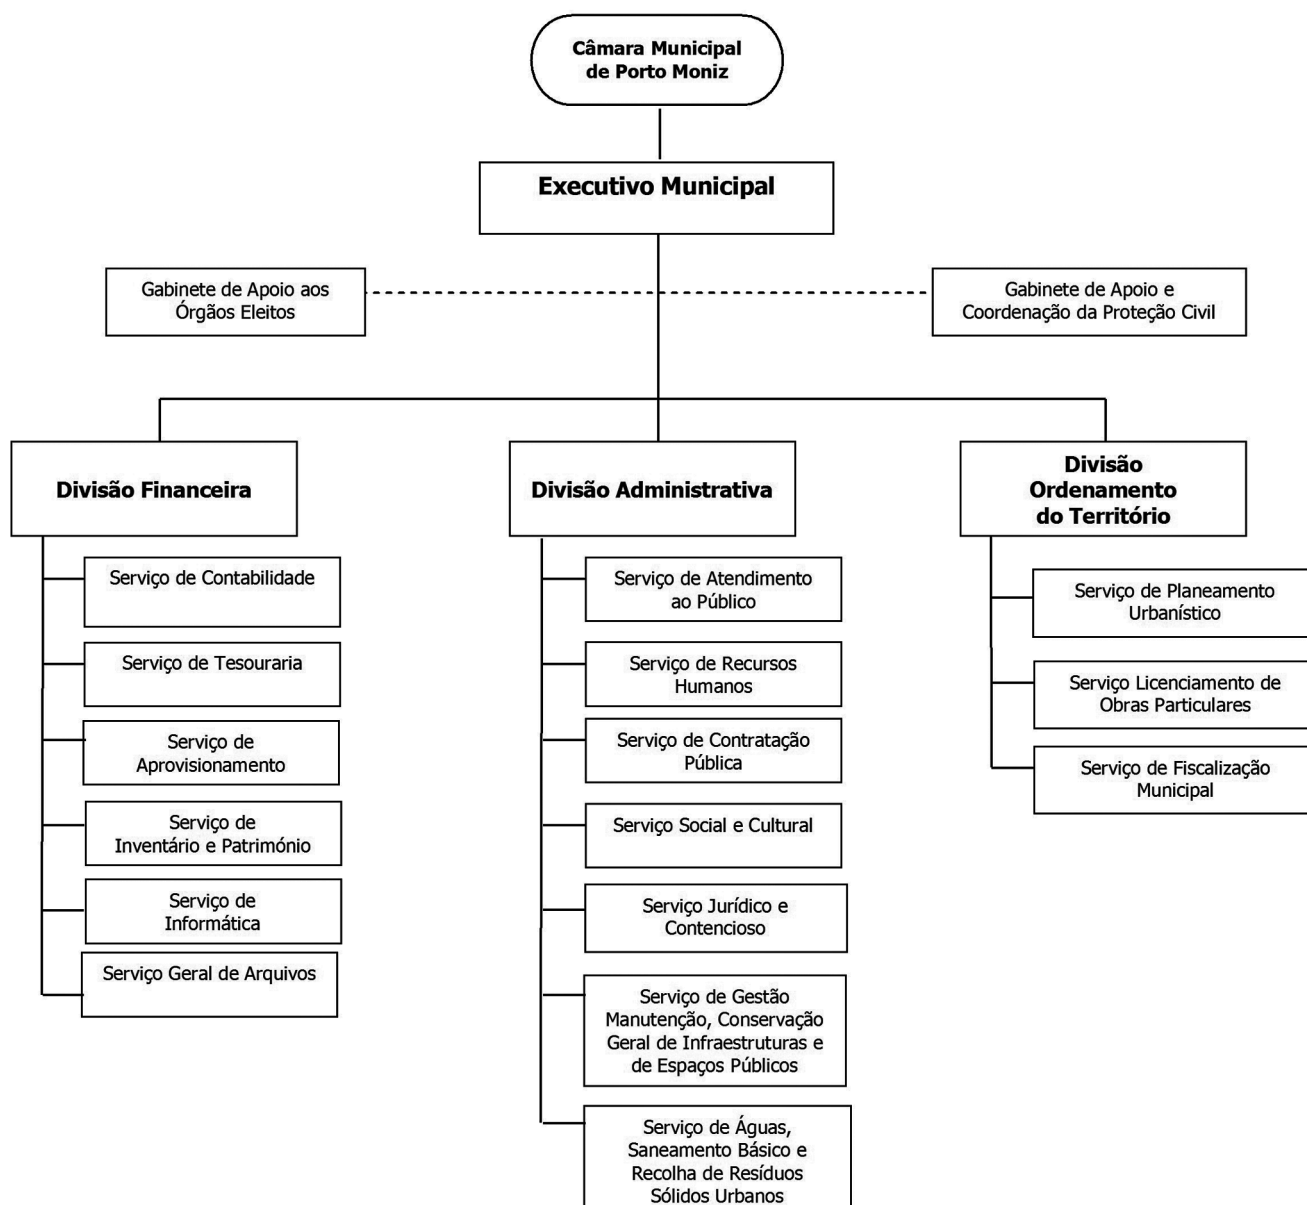 Câmara Municipal
de Porto Moniz
Executivo Municipal
Gabinete de Apoio aos
Órgãos Eleitos
Gabinete de Apoio e
Coordenação da Proteção Civil
Divisão Financeira
Serviço de Contabilidade
Serviço de Tesouraria
Serviço de
Aprovisionamento
Serviço de
Inventário e Património
Serviço de
Informática
Serviço Geral de Arquivos
Divisão Administrativa
Serviço de Atendimento
ao Público
Serviço de Recursos
Humanos
Serviço de Contratação
Pública
Serviço Social e Cultural
Serviço Jurídico e
Contencioso
Serviço de Gestão
Manutenção, Conservação
Geral de Infraestruturas e
de Espaços Públicos
Serviço de Águas,
Saneamento Básico e
Recolha de Resíduos
Sólidos Urbanos
Divisão
Ordenamento
do Território
Serviço de Planeamento
Urbanístico
Serviço Licenciamento de
Obras Particulares
Serviço de Fiscalização
Municipal